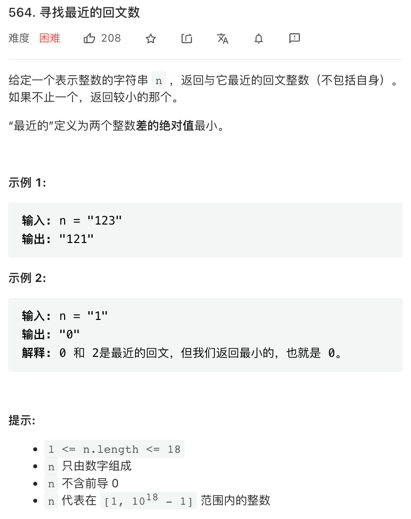 564. 寻找最近的回文数
难度 困难 208
给定一个表示整数的字符串 n ，返回与它最近的回文整数（不包括自身）。
如果不止一个，返回较小的那个。
“最近的”定义为两个整数差的绝对值最小。
示例 1:
输入: n = "123"
输出: "121"
示例 2:
输入: n = "1"
输出: "0"
解释: 0 和 2是最近的回文，但我们返回最小的，也就是 0。
提示:
• 1 <= n.length <= 18
• n 只由数字组成
• n 不含前导 0
• n 代表在 [1, 10¹⁸ - 1] 范围内的整数